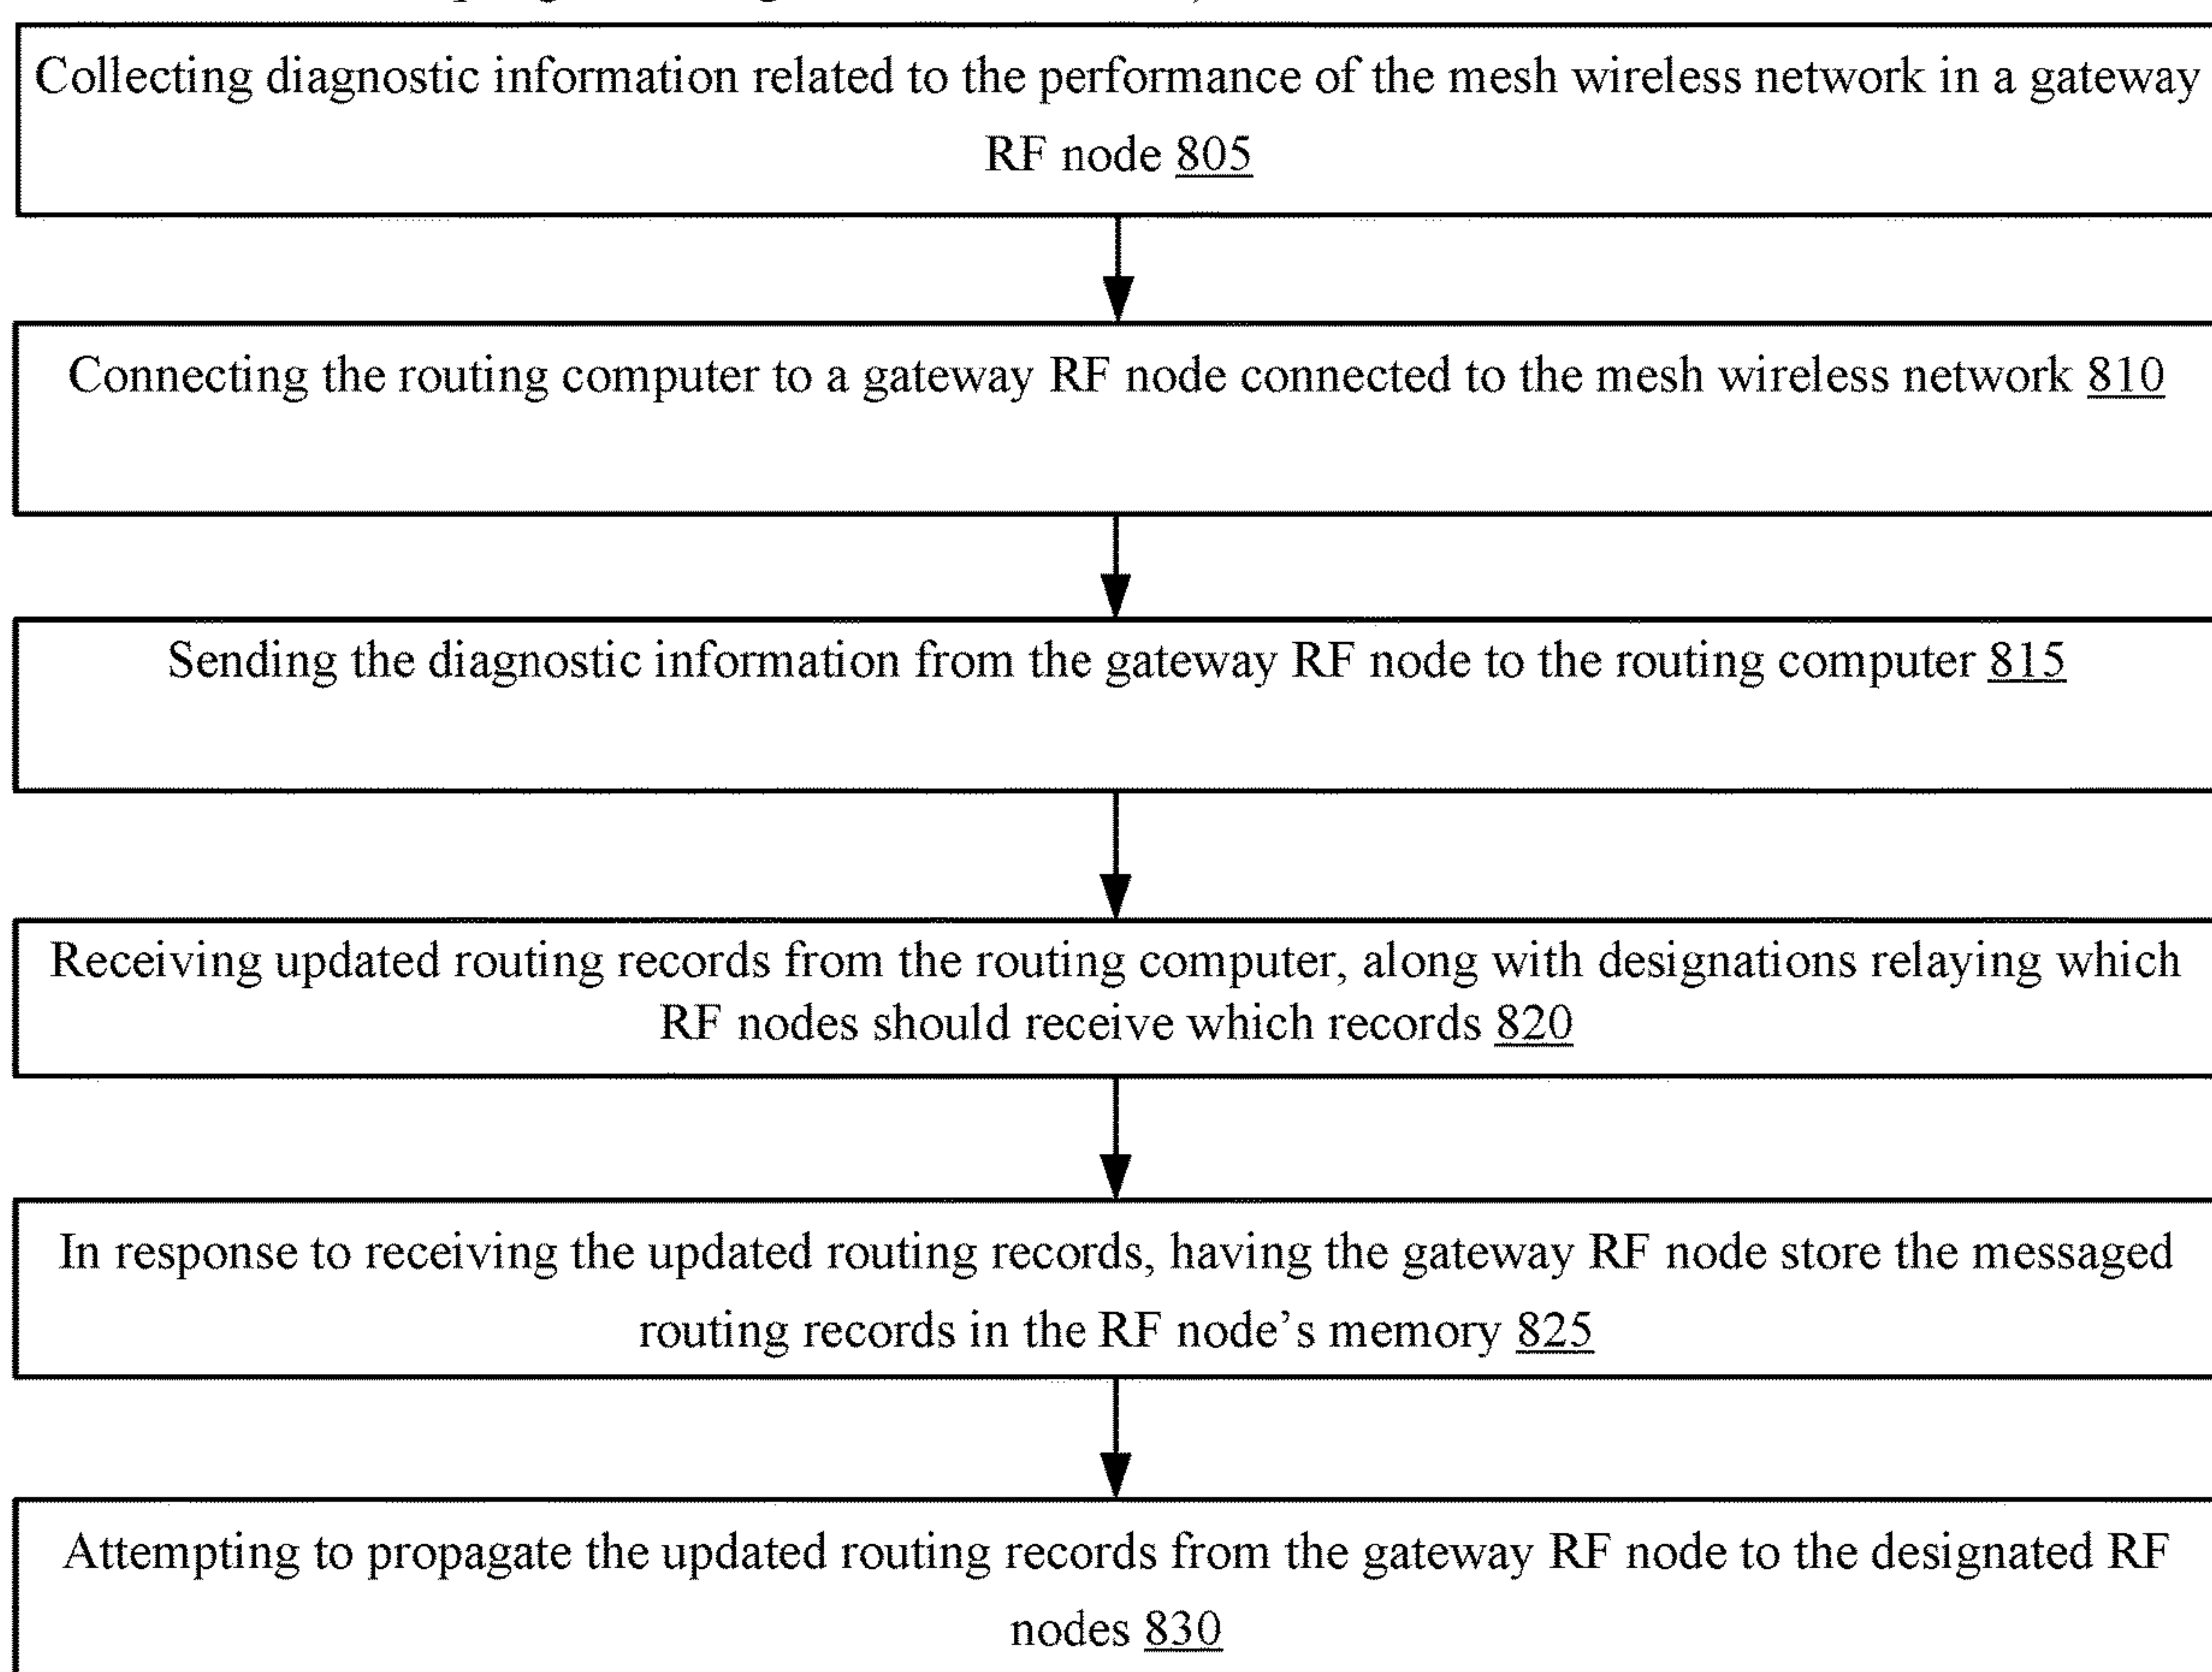 Collecting diagnostic information related to the performance of the mesh wireless network in a gateway
RF node 805
Connecting the routing computer to a gateway RF node connected to the mesh wireless network 810
Sending the diagnostic information from the gateway RF node to the routing computer 815
Receiving updated routing records from the routing computer, along with designations relaying which
RF nodes should receive which records 820
In response to receiving the updated routing records, having the gateway RF node store the messaged
routing records in the RF node’s memory 825
Attempting to propagate the updated routing records from the gateway RF node to the designated RF
nodes 830